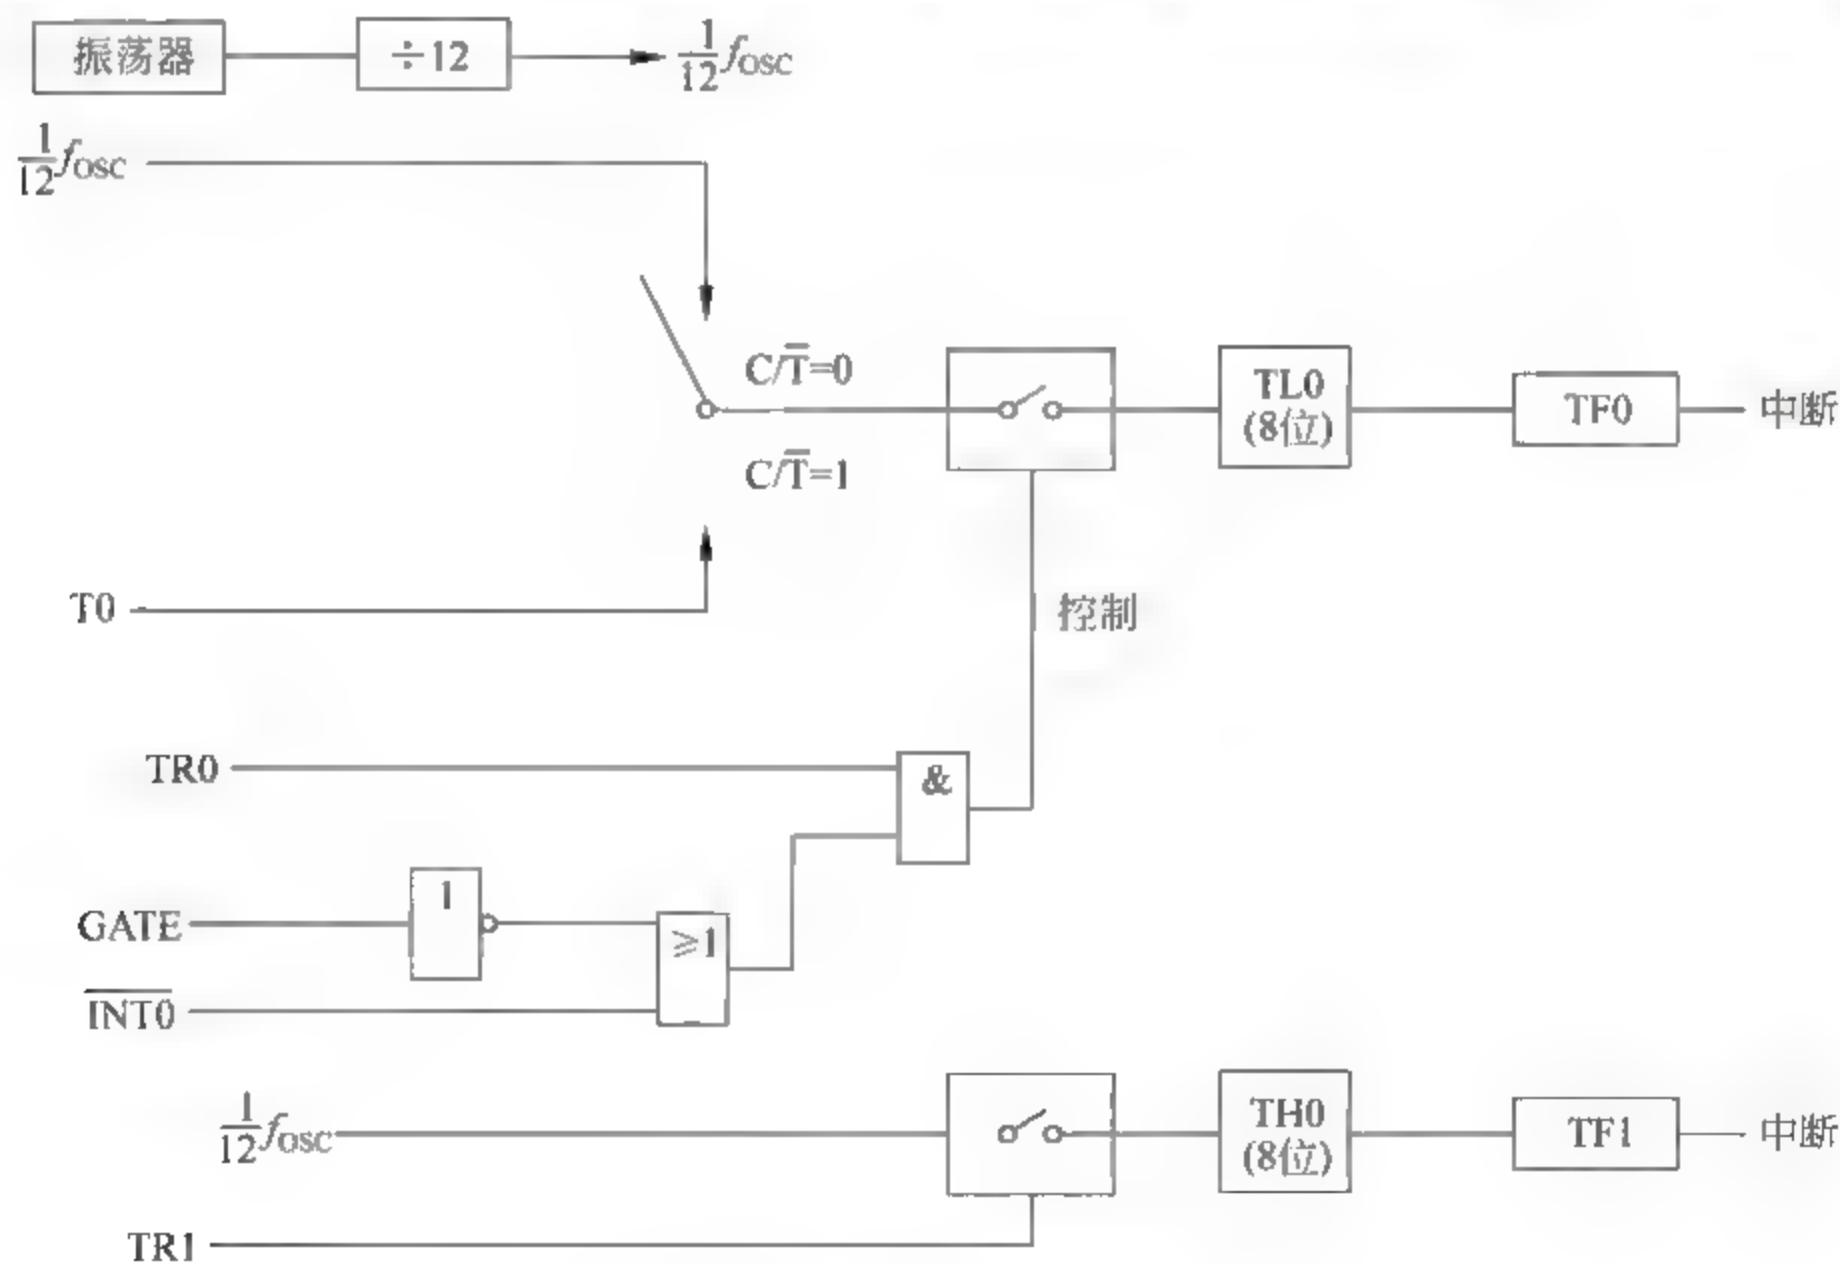 振荡器
÷12
1/12 fOSC
1/12 fOSC
C/T̅=0
TL0
(8位)
TF0
中断
C/T̅=1
T0
控制
TR0
&
1
GATE
≥1
I̅N̅T̅0̅
1/12 fOSC
TH0
(8位)
TF1
中断
TR1